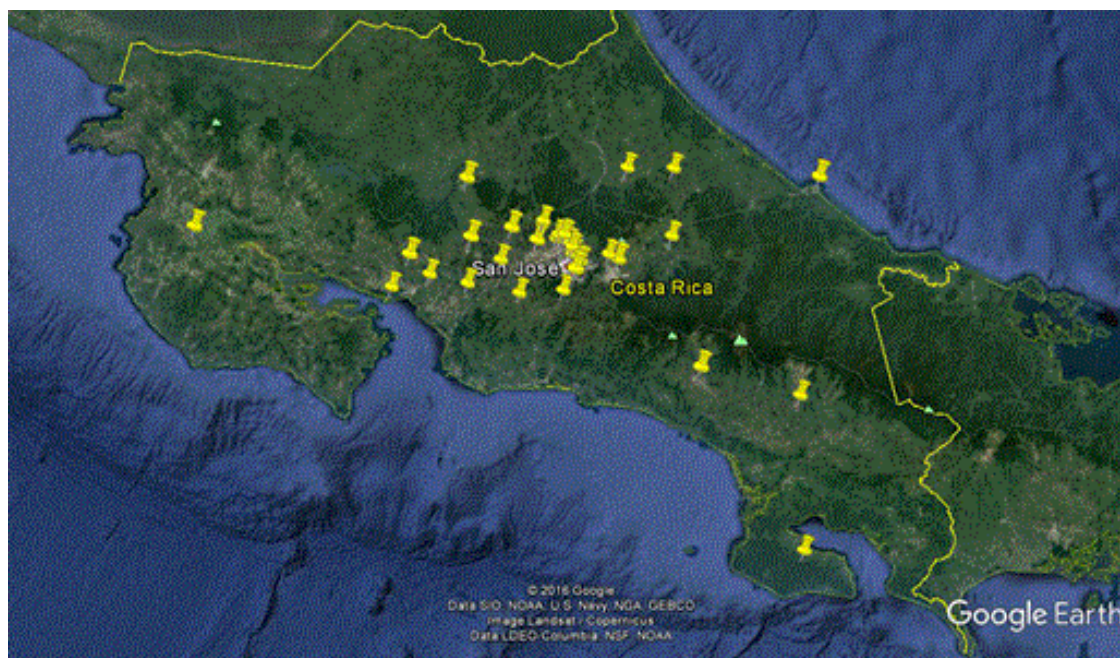 San Jose
Costa Rica
© 2016 Google
Data SIO, NOAA, U.S. Navy, NGA, GEBCO
Image Landsat / Copernicus
Data LDEO-Columbia, NSF, NOAA
Google Earth